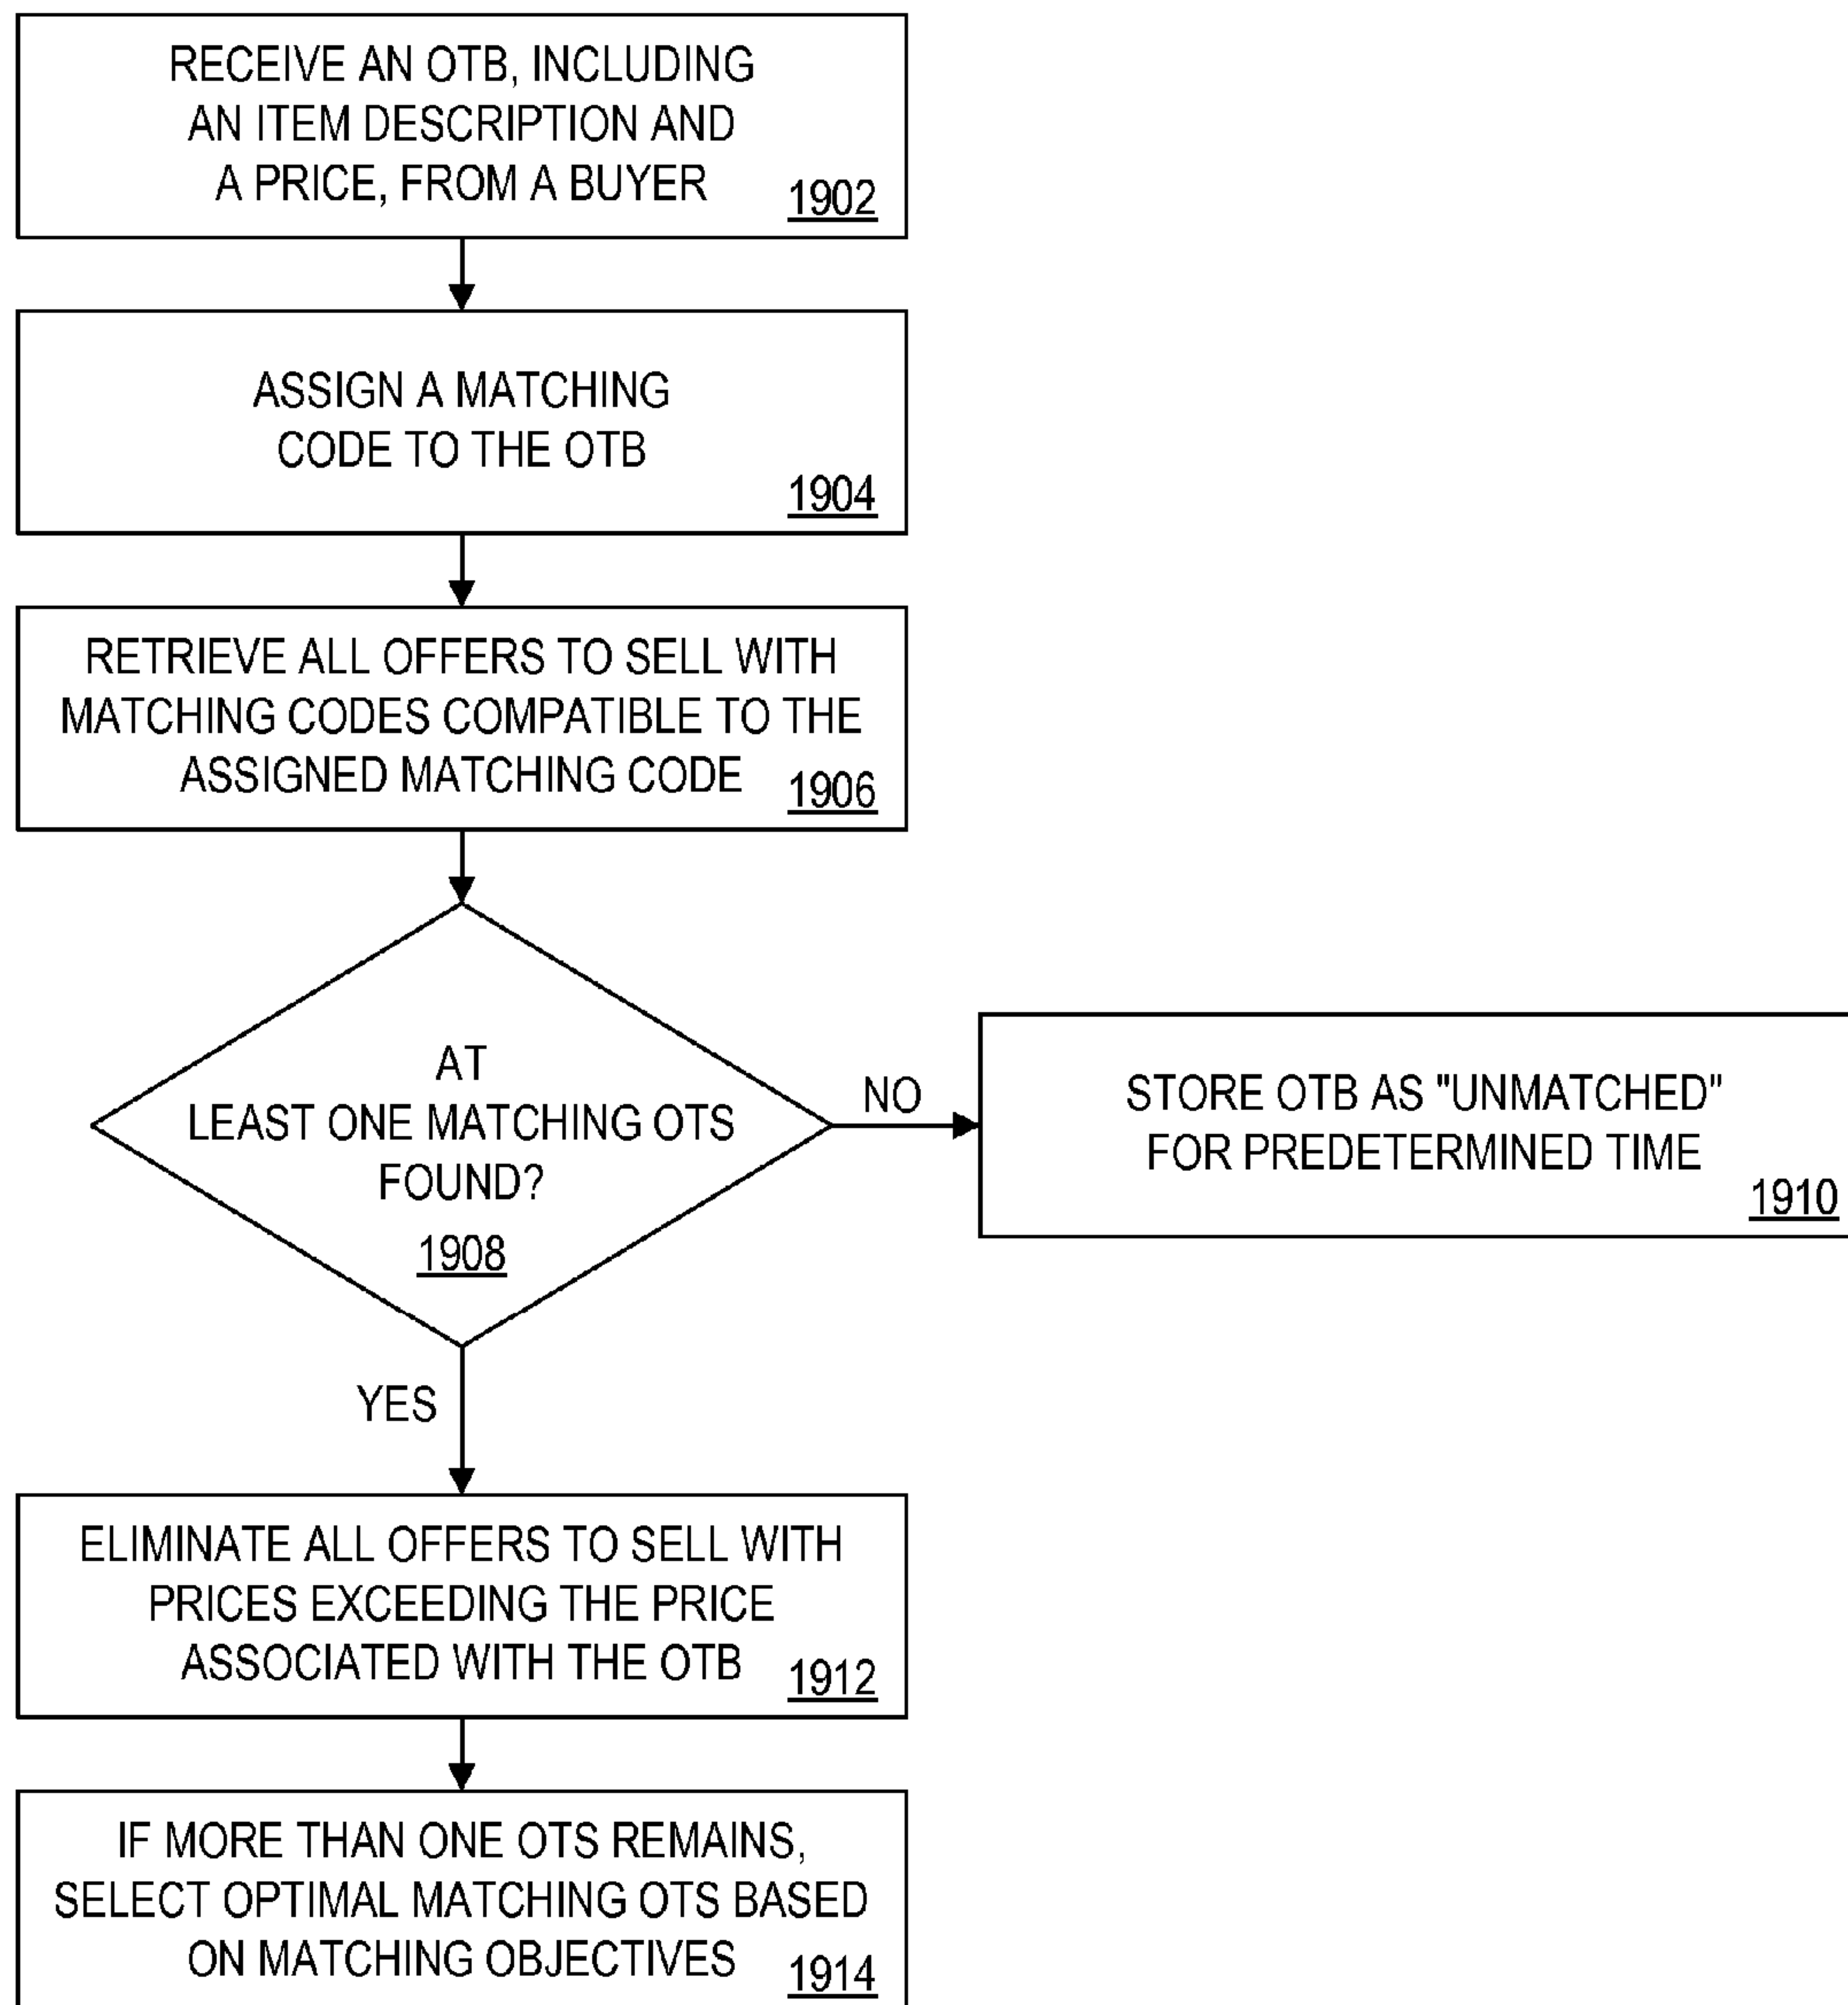 RECEIVE AN OTB, INCLUDING
AN ITEM DESCRIPTION AND
A PRICE, FROM A BUYER
1902
ASSIGN A MATCHING
CODE TO THE OTB
1904
RETRIEVE ALL OFFERS TO SELL WITH
MATCHING CODES COMPATIBLE TO THE
ASSIGNED MATCHING CODE
1906
AT
LEAST ONE MATCHING OTS
FOUND?
1908
NO
STORE OTB AS "UNMATCHED"
FOR PREDETERMINED TIME
1910
YES
ELIMINATE ALL OFFERS TO SELL WITH
PRICES EXCEEDING THE PRICE
ASSOCIATED WITH THE OTB
1912
IF MORE THAN ONE OTS REMAINS,
SELECT OPTIMAL MATCHING OTS BASED
ON MATCHING OBJECTIVES
1914